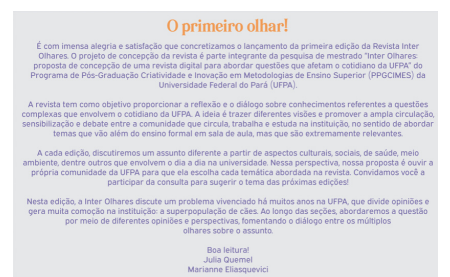 O primeiro olhar!
É com imensa alegria e satisfação que concretizamos o lançamento da primeira edição da Revista Inter
Olhares. O projeto de concepção da revista é parte integrante da pesquisa de mestrado "Inter Olhares:
proposta de concepção de uma revista digital para abordar questões que afetam o cotidiano da UFPA" do
Programa de Pós-Graduação Criatividade e Inovação em Metodologias de Ensino Superior (PPGCIMES) da
Universidade Federal do Pará (UFPA).
A revista tem como objetivo proporcionar a reflexão e o diálogo sobre conhecimentos referentes a questões
complexas que envolvem o cotidiano da UFPA. A ideia é trazer diferentes visões e promover a ampla circulação,
sensibilização e debate entre a comunidade que circula, trabalha e estuda na instituição, no sentido de abordar
temas que vão além do ensino formal em sala de aula, mas que são extremamente relevantes.
A cada edição, discutiremos um assunto diferente a partir de aspectos culturais, sociais, de saúde, meio
ambiente, dentre outros que envolvem o dia a dia na universidade. Nessa perspectiva, nossa proposta é ouvir a
própria comunidade da UFPA para que ela escolha cada temática abordada na revista. Convidamos você a
participar da consulta para sugerir o tema das próximas edições!
Nesta edição, a Inter Olhares discute um problema vivenciado há muitos anos na UFPA, que divide opiniões e
gera muita comoção na instituição: a superpopulação de cães. Ao longo das seções, abordaremos a questão
por meio de diferentes opiniões e perspectivas, fomentando o diálogo entre os múltiplos
olhares sobre o assunto.
Boa leitura!
Julia Quemel
Marianne Eliasquevici